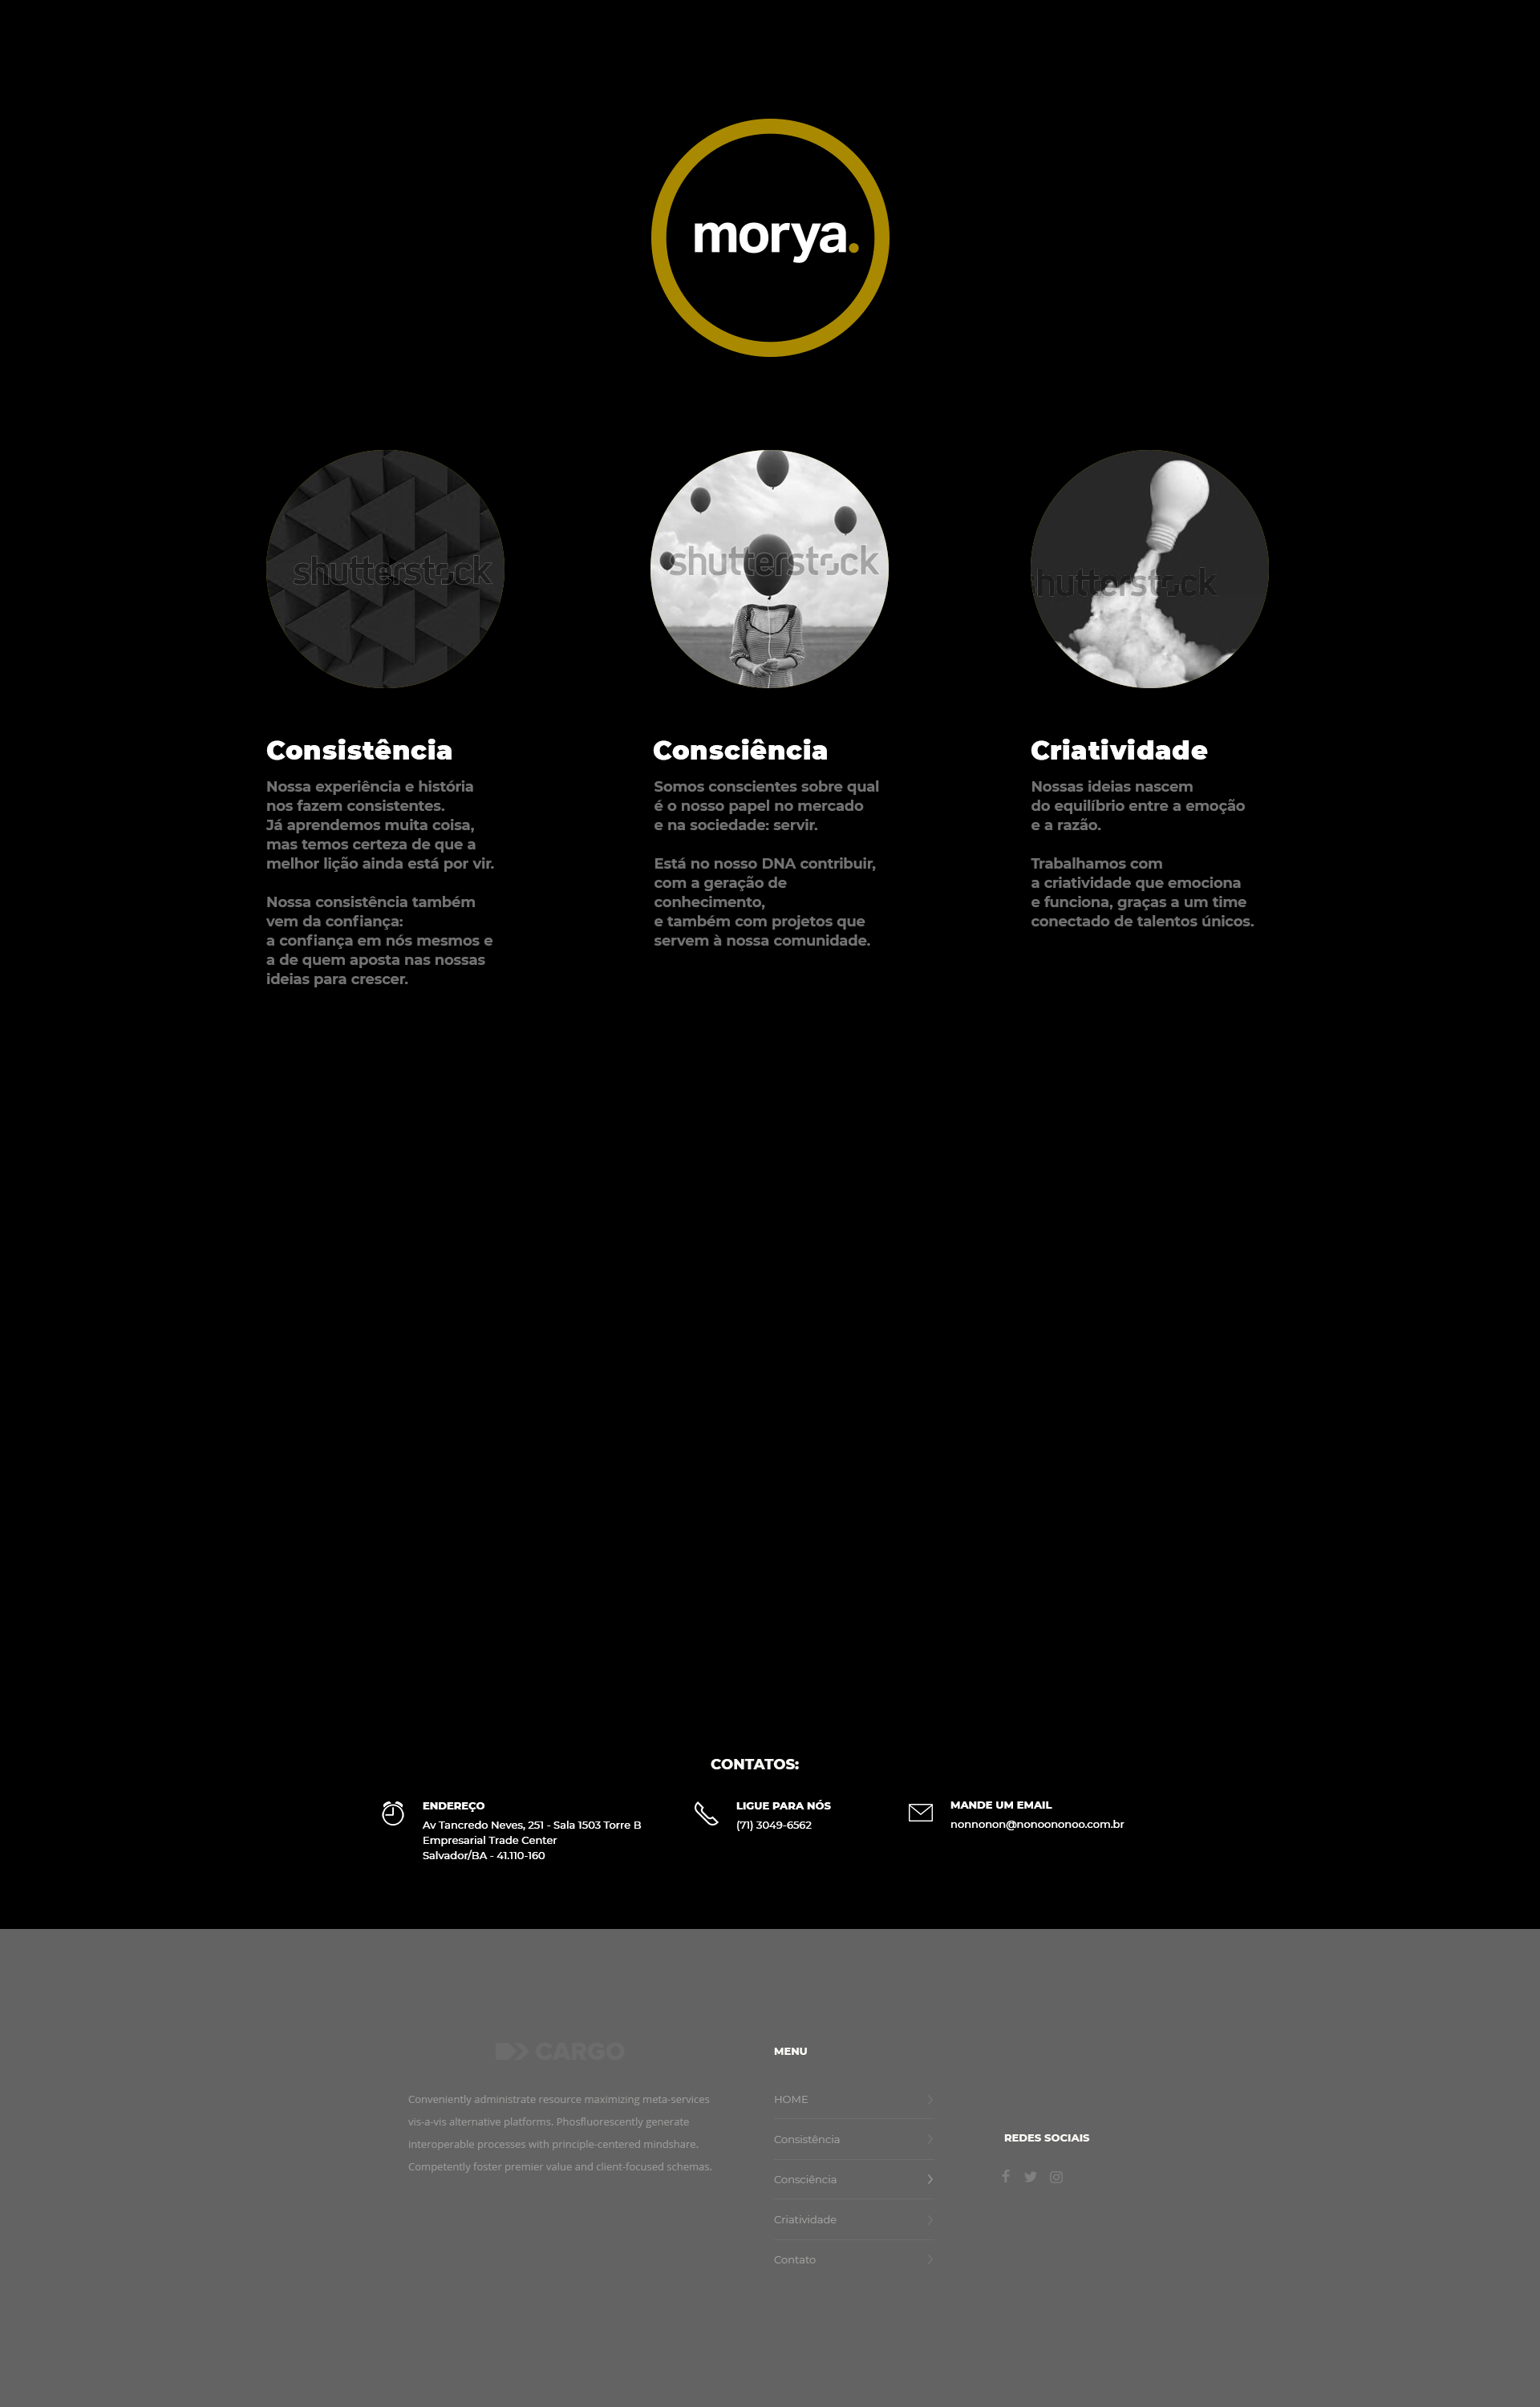 morya.
shutterstock
shutterstock
hutterstock
Consistência
Nossa experiência e história
nos fazem consistentes.
Já aprendemos muita coisa,
mas temos certeza de que a
melhor lição ainda está por vir.
Nossa consistência também
vem da confiança:
a confiança em nós mesmos e
a de quem aposta nas nossas
ideias para crescer.
Consciência
Somos conscientes sobre qual
é o nosso papel no mercado
e na sociedade: servir.
Está no nosso DNA contribuir,
com a geração de
conhecimento,
e também com projetos que
servem à nossa comunidade.
Criatividade
Nossas ideias nascem
do equilíbrio entre a emoção
e a razão.
Trabalhamos com
a criatividade que emociona
e funciona, graças a um time
conectado de talentos únicos.
CONTATOS:
ENDEREÇO
Av Tancredo Neves, 251 - Sala 1503 Torre B
Empresarial Trade Center
Salvador/BA - 41.110-160
LIGUE PARA NÓS
(71) 3049-6562
MANDE UM EMAIL
nonnonon@nonoononoo.com.br
CARGO
Conveniently administrate resource maximizing meta-services
vis-a-vis alternative platforms. Phosfluorescently generate
interoperable processes with principle-centered mindshare.
Competently foster premier value and client-focused schemas.
MENU
HOME
Consistência
Consciência
Criatividade
Contato
REDES SOCIAIS